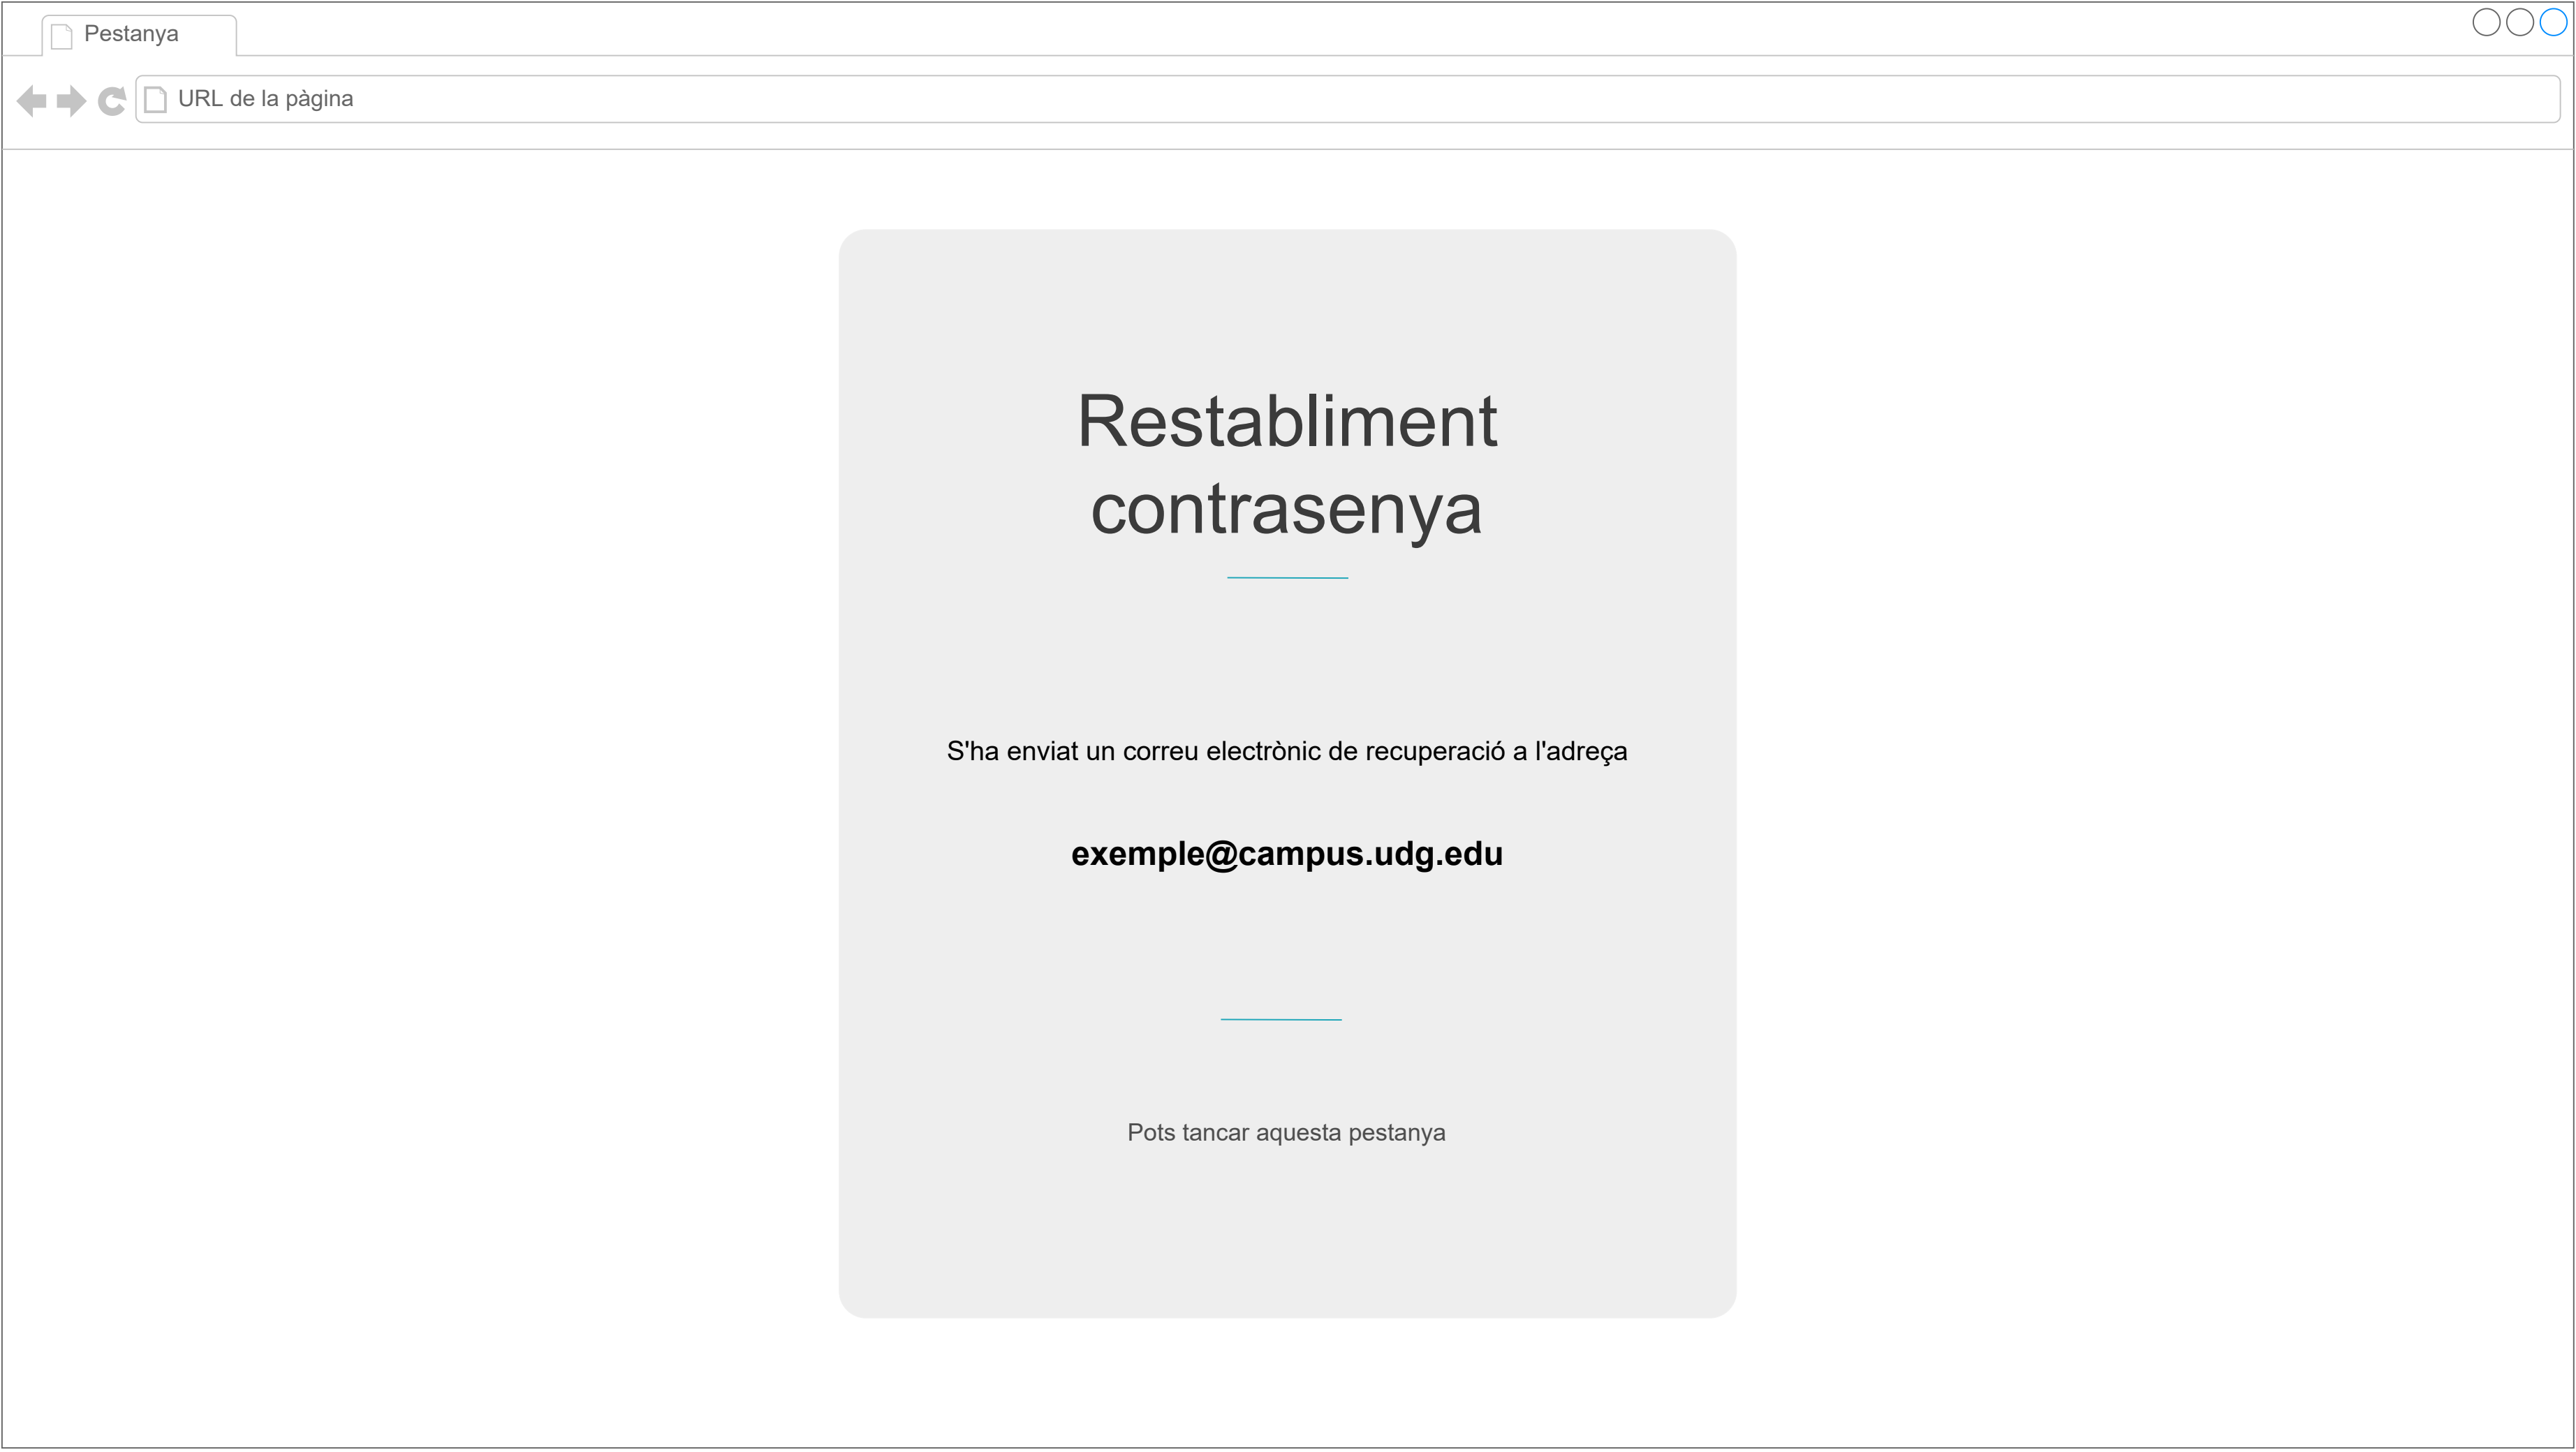 Pestanya
URL de la pàgina
Restabliment
contrasenya
S'ha enviat un correu electrònic de recuperació a l'adreça
exemple@campus.udg.edu
Pots tancar aquesta pestanya